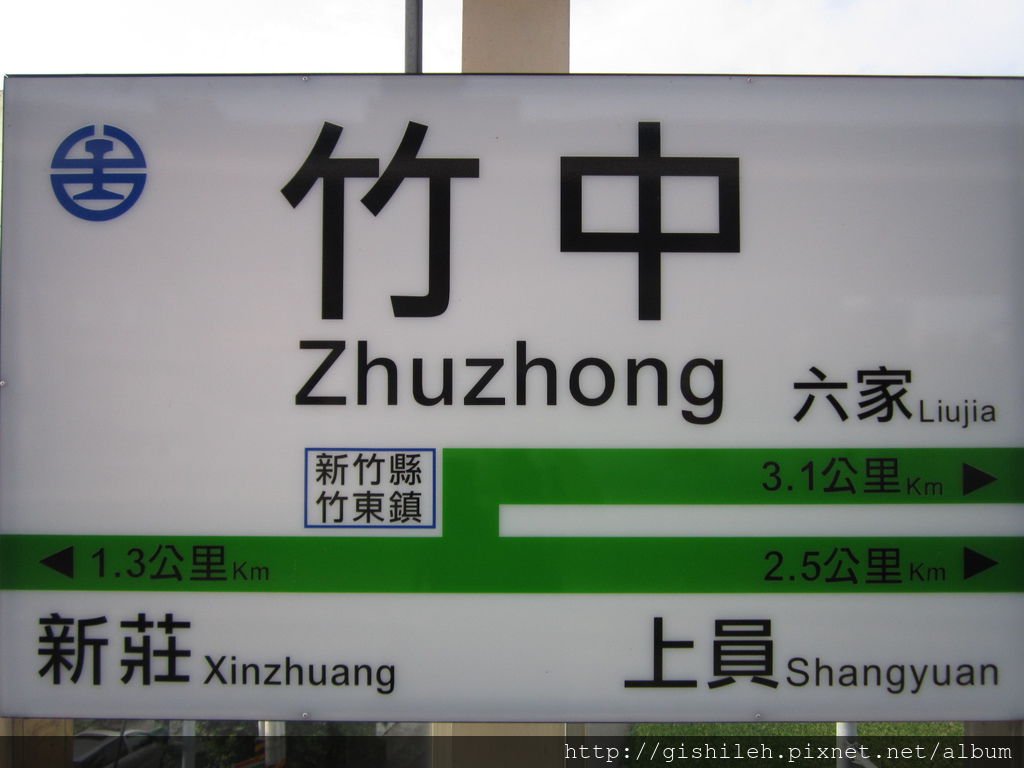 竹中
Zhuzhong
六家 Liujia
新竹縣
竹東鎮
3.1公里 Km
1.3公里 Km
2.5公里 Km
新莊 Xinzhuang
上員 Shangyuan
http://gishileh.pixnet.net/album